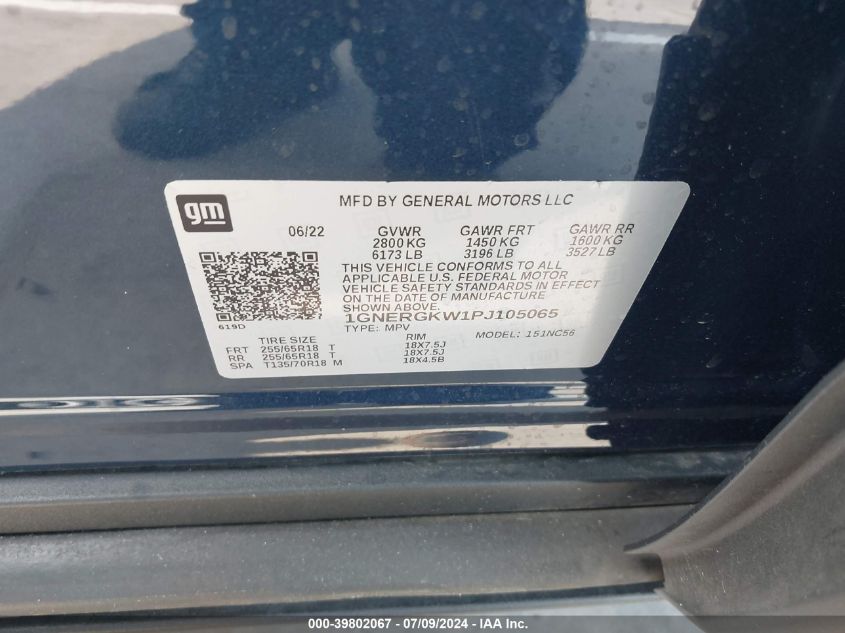 gm
MFD BY GENERAL MOTORS LLC
06/22 GVWR GAWR FRT GAWR RR
2800 KG 1450 KG 1600 KG
6173 LB 3196 LB 3527 LB
THIS VEHICLE CONFORMS TO ALL
APPLICABLE U.S. FEDERAL MOTOR
VEHICLE SAFETY STANDARDS IN EFFECT
ON THE DATE OF MANUFACTURE
SHOWN ABOVE.
1GNERGKW1PJ105065
619D
TYPE: MPV MODEL: 151NC56
TIRE SIZE RIM
FRT 255/65R18 T 18X7.5J
RR 255/65R18 T 18X7.5J
SPA T135/70R18 M 18X4.5B
000-39802067 - 07/09/2024 - IAA Inc.